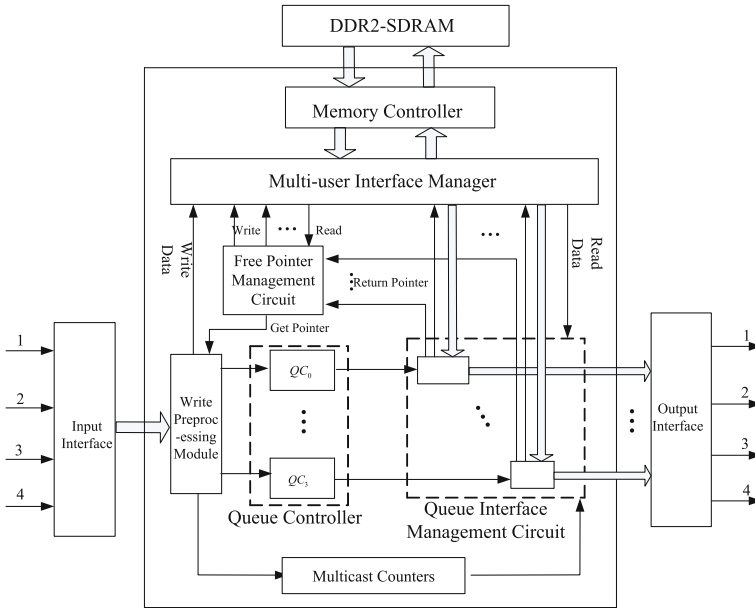 DDR2-SDRAM
Memory Controller
Multi-user Interface Manager
Write
Data
Write
Read
Read
Data
Free Pointer
Management
Circuit
Return Pointer
Get Pointer
1
2
3
4
Input
Interface
Write
Preproc
-essing
Module
QC0
QC3
Queue Controller
Queue Interface
Management Circuit
Multicast Counters
Output
Interface
1
2
3
4